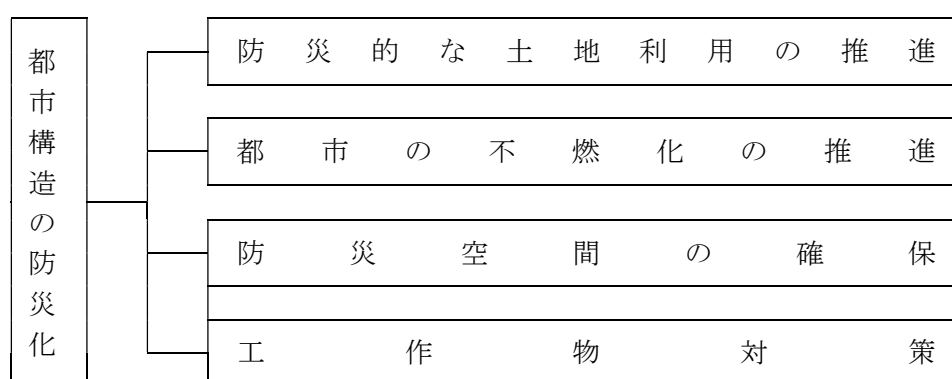 都市構造の防災化
防災的な土地利用の推進
都市の不燃化の推進
防災空間の確保
工作物対策